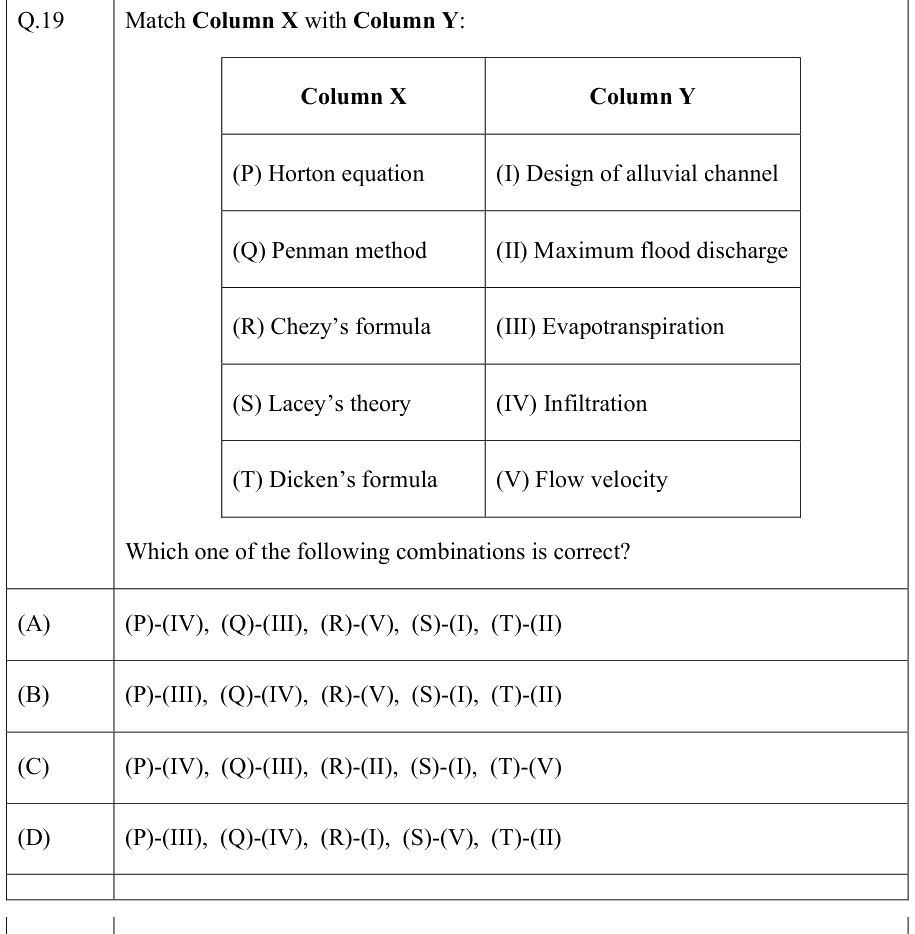 Q.19 Match Column X with Column Y:
Column X Column Y
(P) Horton equation (I) Design of alluvial channel
(Q) Penman method (II) Maximum flood discharge
(R) Chezy’s formula (III) Evapotranspiration
(S) Lacey’s theory (IV) Infiltration
(T) Dicken’s formula (V) Flow velocity
Which one of the following combinations is correct?
(A) (P)-(IV), (Q)-(III), (R)-(V), (S)-(I), (T)-(II)
(B) (P)-(III), (Q)-(IV), (R)-(V), (S)-(I), (T)-(II)
(C) (P)-(IV), (Q)-(III), (R)-(II), (S)-(I), (T)-(V)
(D) (P)-(III), (Q)-(IV), (R)-(I), (S)-(V), (T)-(II)